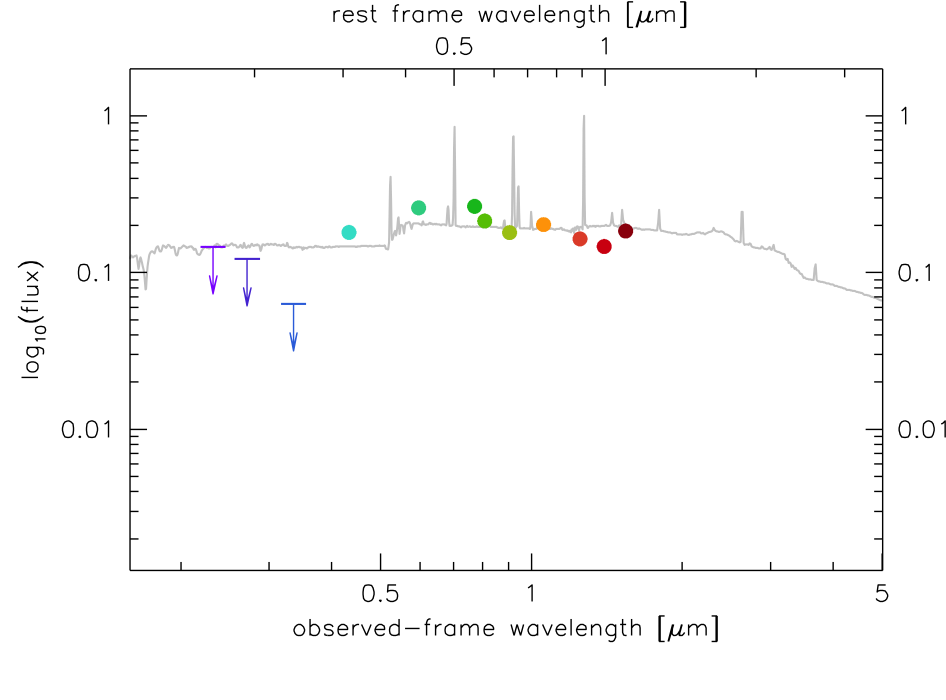 rest frame wavelength [μm]
0.5 1
1 1
0.1 0.1
log10(flux)
0.01 0.01
0.5 1 5
observed-frame wavelength [μm]